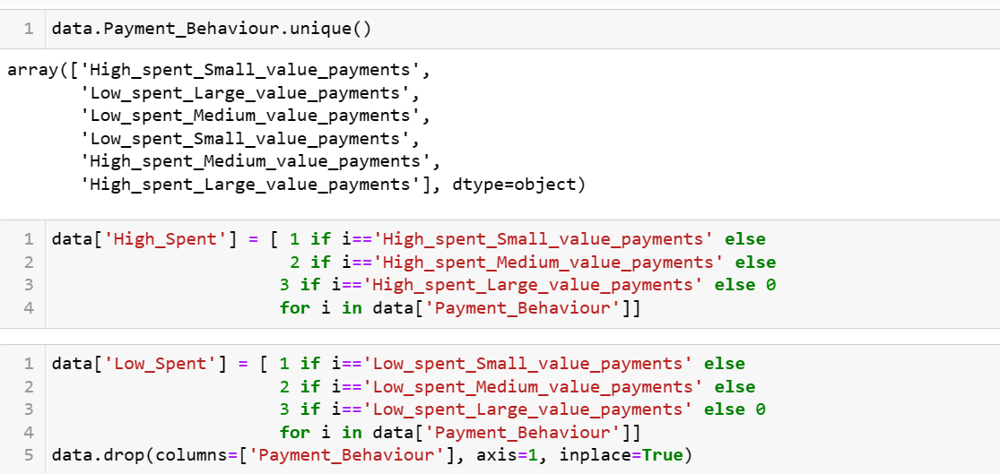 1 data.Payment_Behaviour.unique()
array(['High_spent_Small_value_payments',
'Low_spent_Large_value_payments',
'Low_spent_Medium_value_payments',
'Low_spent_Small_value_payments',
'High_spent_Medium_value_payments',
'High_spent_Large_value_payments'], dtype=object)
1 data['High_Spent'] = [ 1 if i=='High_spent_Small_value_payments' else
2 2 if i=='High_spent_Medium_value_payments' else
3 3 if i=='High_spent_Large_value_payments' else 0
4 for i in data['Payment_Behaviour']]
1 data['Low_Spent'] = [ 1 if i=='Low_spent_Small_value_payments' else
2 2 if i=='Low_spent_Medium_value_payments' else
3 3 if i=='Low_spent_Large_value_payments' else 0
4 for i in data['Payment_Behaviour']]
5 data.drop(columns=['Payment_Behaviour'], axis=1, inplace=True)